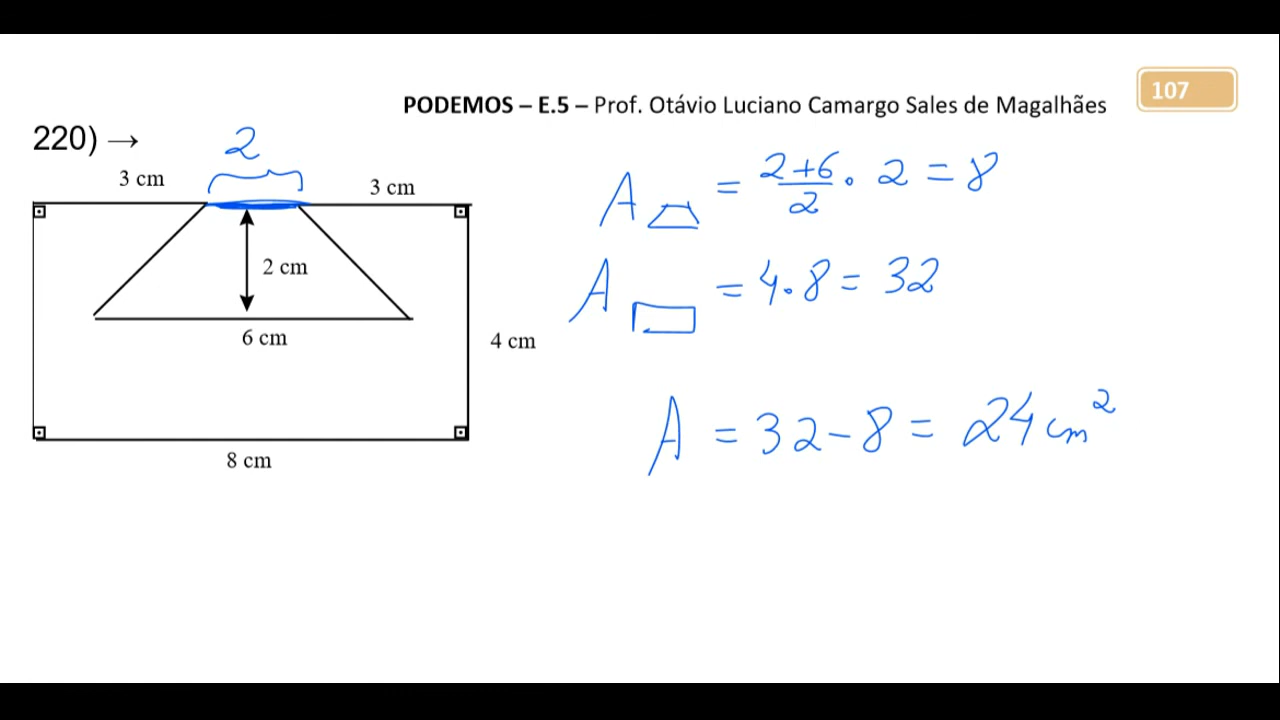 107
PODEMOS – E.5 – Prof. Otávio Luciano Camargo Sales de Magalhães
220) →
2
3 cm
3 cm
2 cm
6 cm
4 cm
8 cm
A = 2+6/2 . 2 = 8
A = 4.8 = 32
A = 32 - 8 = 24 cm²